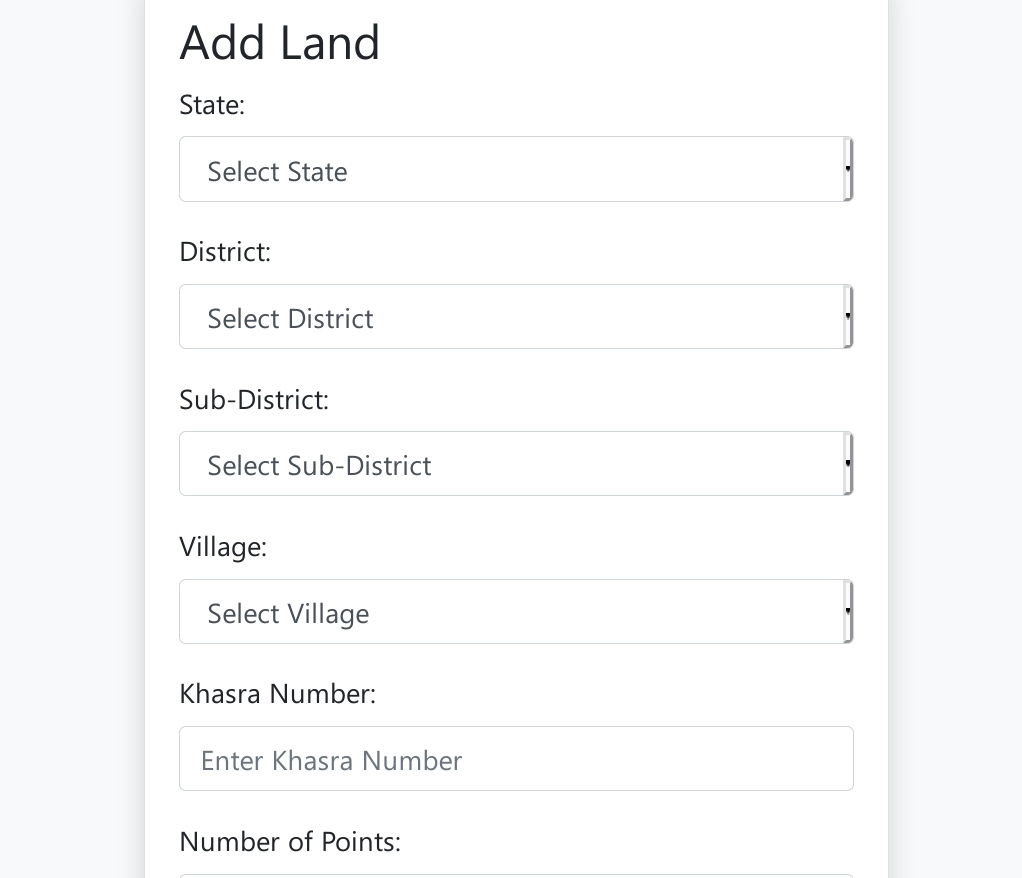 Add Land
State:
Select State
District:
Select District
Sub-District:
Select Sub-District
Village:
Select Village
Khasra Number:
Enter Khasra Number
Number of Points: